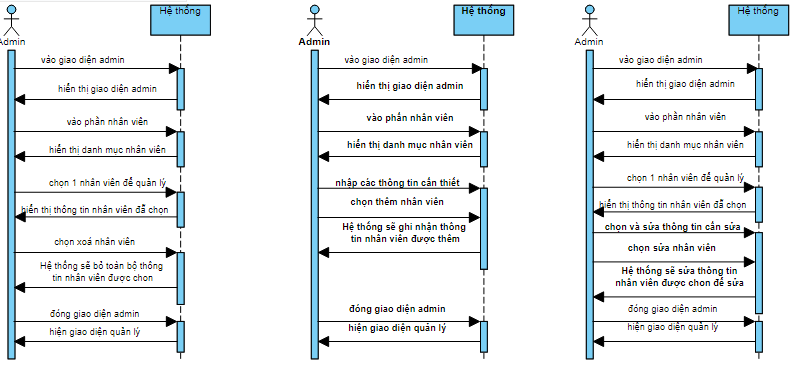 Hệ thống
Admin
vào giao diện admin
hiển thị giao diện admin
vào phần nhân viên
hiển thị danh mục nhân viên
chọn 1 nhân viên để quản lý
hiển thị thông tin nhân viên đã chọn
chọn xoá nhân viên
Hệ thống sẽ bỏ toàn bộ thông
tin nhân viên được chon
đóng giao diện admin
hiện giao diện quản lý
Hệ thống
Admin
vào giao diện admin
hiển thị giao diện admin
vào phần nhân viên
hiển thị danh mục nhân viên
nhập các thông tin cần thiết
chọn thêm nhân viên
Hệ thống sẽ ghi nhận thông
tin nhân viên được thêm
đóng giao diện admin
hiện giao diện quản lý
Hệ thống
Admin
vào giao diện admin
hiển thị giao diện admin
vào phần nhân viên
hiển thị danh mục nhân viên
chọn 1 nhân viên để quản lý
hiển thị thông tin nhân viên đã chọn
chọn và sửa thông tin cần sửa
chọn sửa nhân viên
Hệ thống sẽ sửa thông tin
nhân viên được chon để sửa
đóng giao diện admin
hiện giao diện quản lý